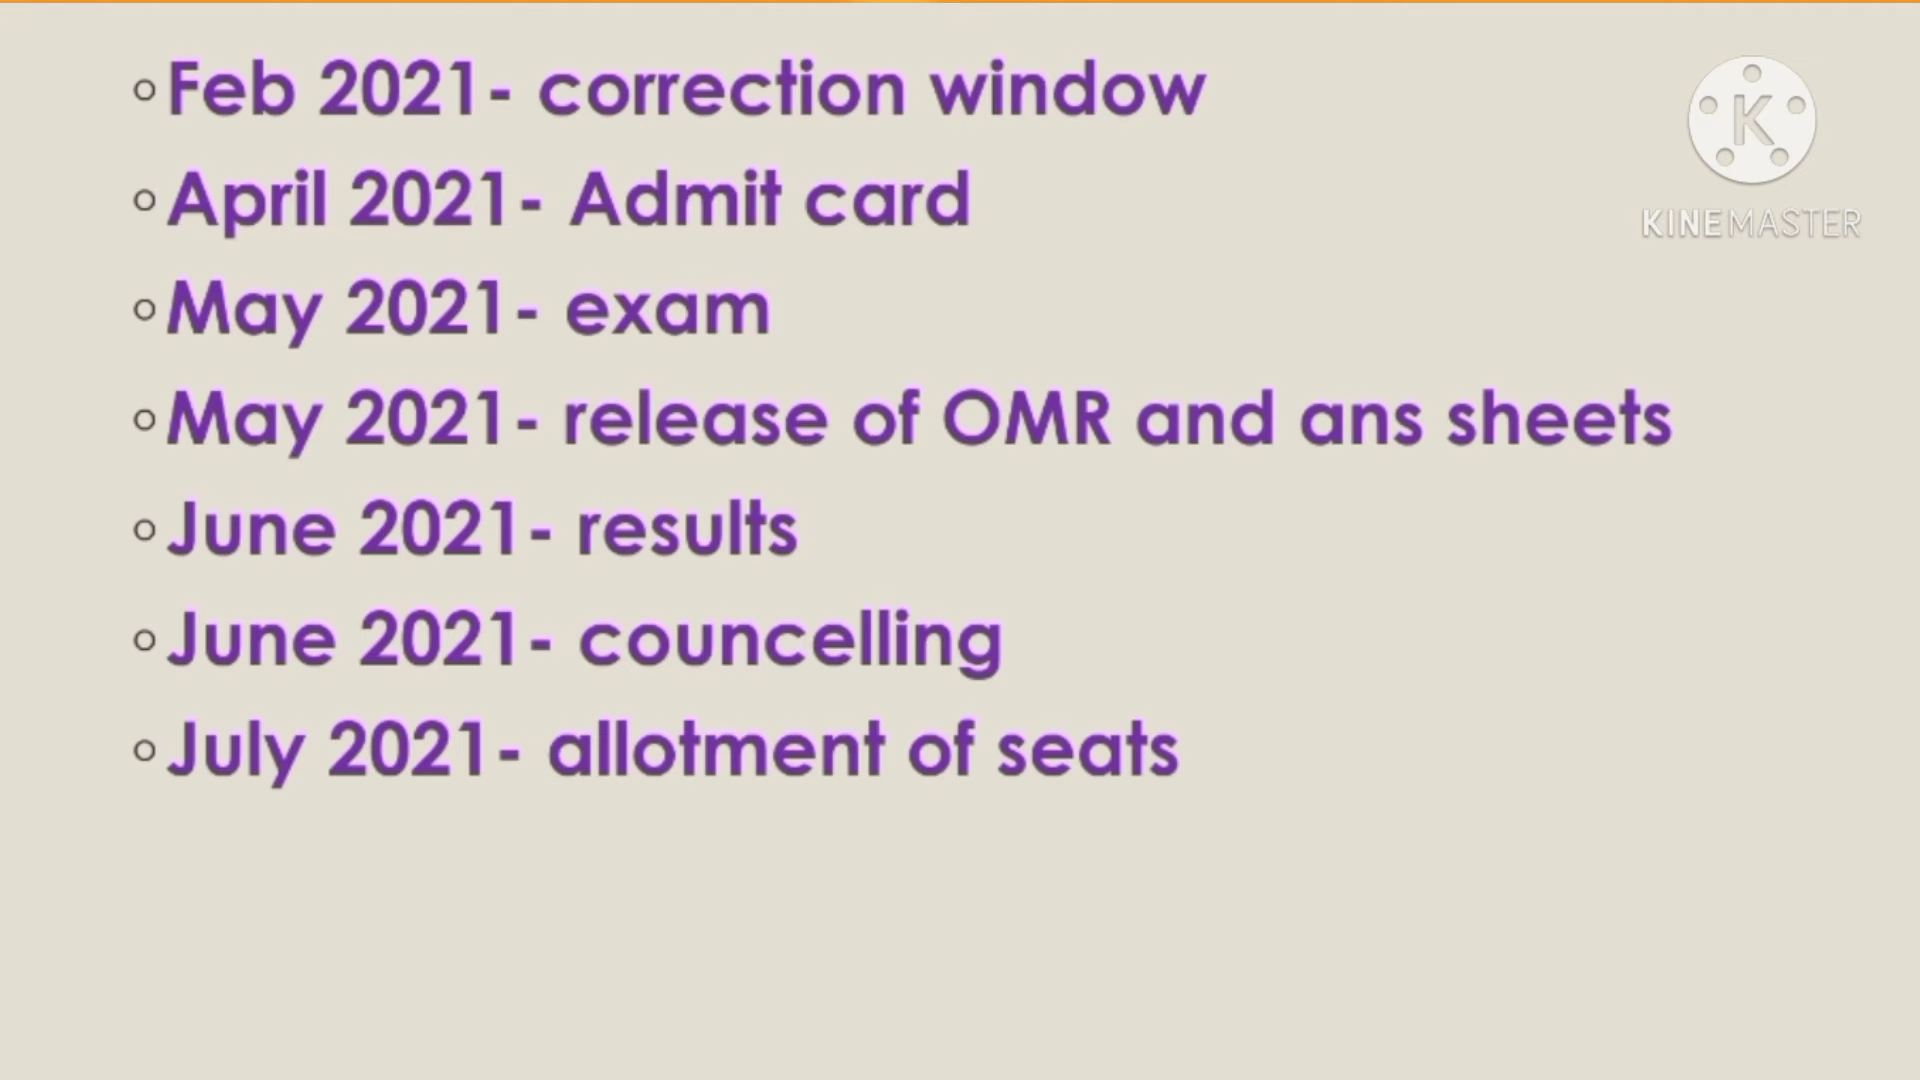 Feb 2021- correction window
April 2021- Admit card
May 2021- exam
May 2021- release of OMR and ans sheets
June 2021- results
June 2021- councelling
July 2021- allotment of seats
K
KINEMASTER